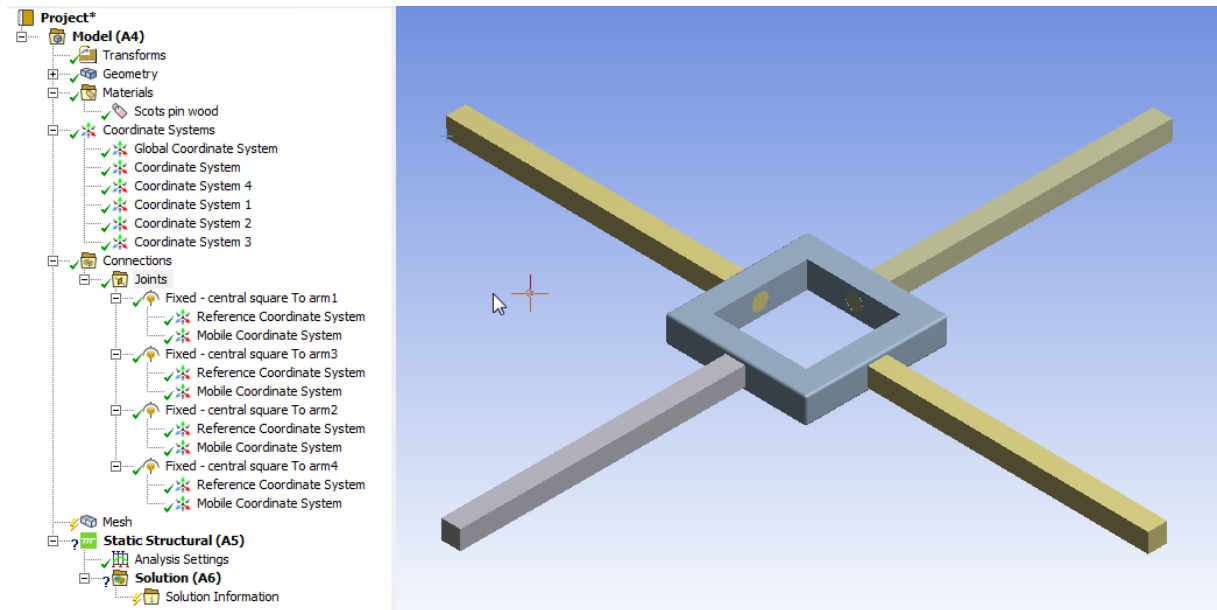 Project*
Model (A4)
Transforms
Geometry
Materials
Scots pin wood
Coordinate Systems
Global Coordinate System
Coordinate System
Coordinate System 4
Coordinate System 1
Coordinate System 2
Coordinate System 3
Connections
Joints
Fixed - central square To arm1
Reference Coordinate System
Mobile Coordinate System
Fixed - central square To arm3
Reference Coordinate System
Mobile Coordinate System
Fixed - central square To arm2
Reference Coordinate System
Mobile Coordinate System
Fixed - central square To arm4
Reference Coordinate System
Mobile Coordinate System
Mesh
Static Structural (A5)
Analysis Settings
Solution (A6)
Solution Information